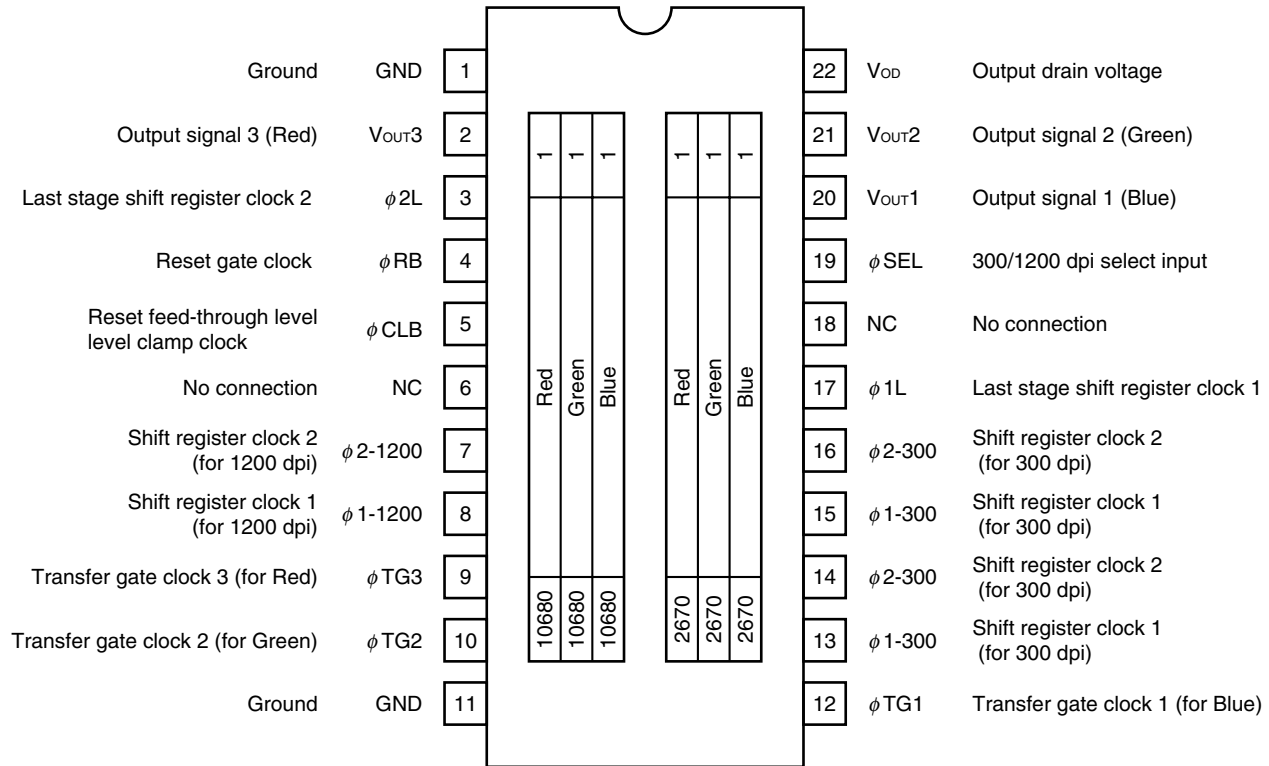 Ground GND 1
Output signal 3 (Red) VOUT3 2
Last stage shift register clock 2 φ2L 3
Reset gate clock φRB 4
Reset feed-through level
level clamp clock φCLB 5
No connection NC 6
Shift register clock 2
(for 1200 dpi) φ2-1200 7
Shift register clock 1
(for 1200 dpi) φ1-1200 8
Transfer gate clock 3 (for Red) φTG3 9
Transfer gate clock 2 (for Green) φTG2 10
Ground GND 11
1 1 1
Red Green Blue
10680 10680 10680
1 1 1
Red Green Blue
2670 2670 2670
22 VOD Output drain voltage
21 VOUT2 Output signal 2 (Green)
20 VOUT1 Output signal 1 (Blue)
19 φSEL 300/1200 dpi select input
18 NC No connection
17 φ1L Last stage shift register clock 1
16 φ2-300 Shift register clock 2
(for 300 dpi)
15 φ1-300 Shift register clock 1
(for 300 dpi)
14 φ2-300 Shift register clock 2
(for 300 dpi)
13 φ1-300 Shift register clock 1
(for 300 dpi)
12 φTG1 Transfer gate clock 1 (for Blue)